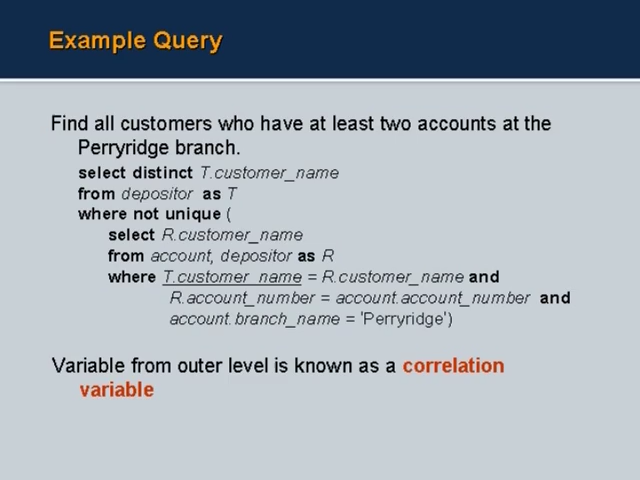 Example Query
Find all customers who have at least two accounts at the
Perryridge branch.
select distinct T.customer_name
from depositor as T
where not unique (
select R.customer_name
from account, depositor as R
where T.customer_name = R.customer_name and
R.account_number = account.account_number and
account.branch_name = 'Perryridge')
Variable from outer level is known as a correlation
variable